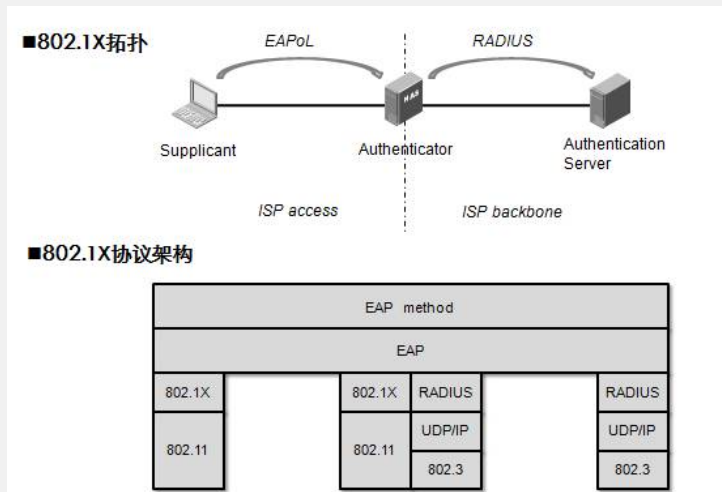 ■802.1X拓扑
EAPoL
RADIUS
Supplicant
Authenticator
Authentication
Server
ISP access
ISP backbone
■802.1X协议架构
EAP method
EAP
802.1X
802.1X
RADIUS
RADIUS
802.11
802.11
UDP/IP
UDP/IP
802.3
802.3